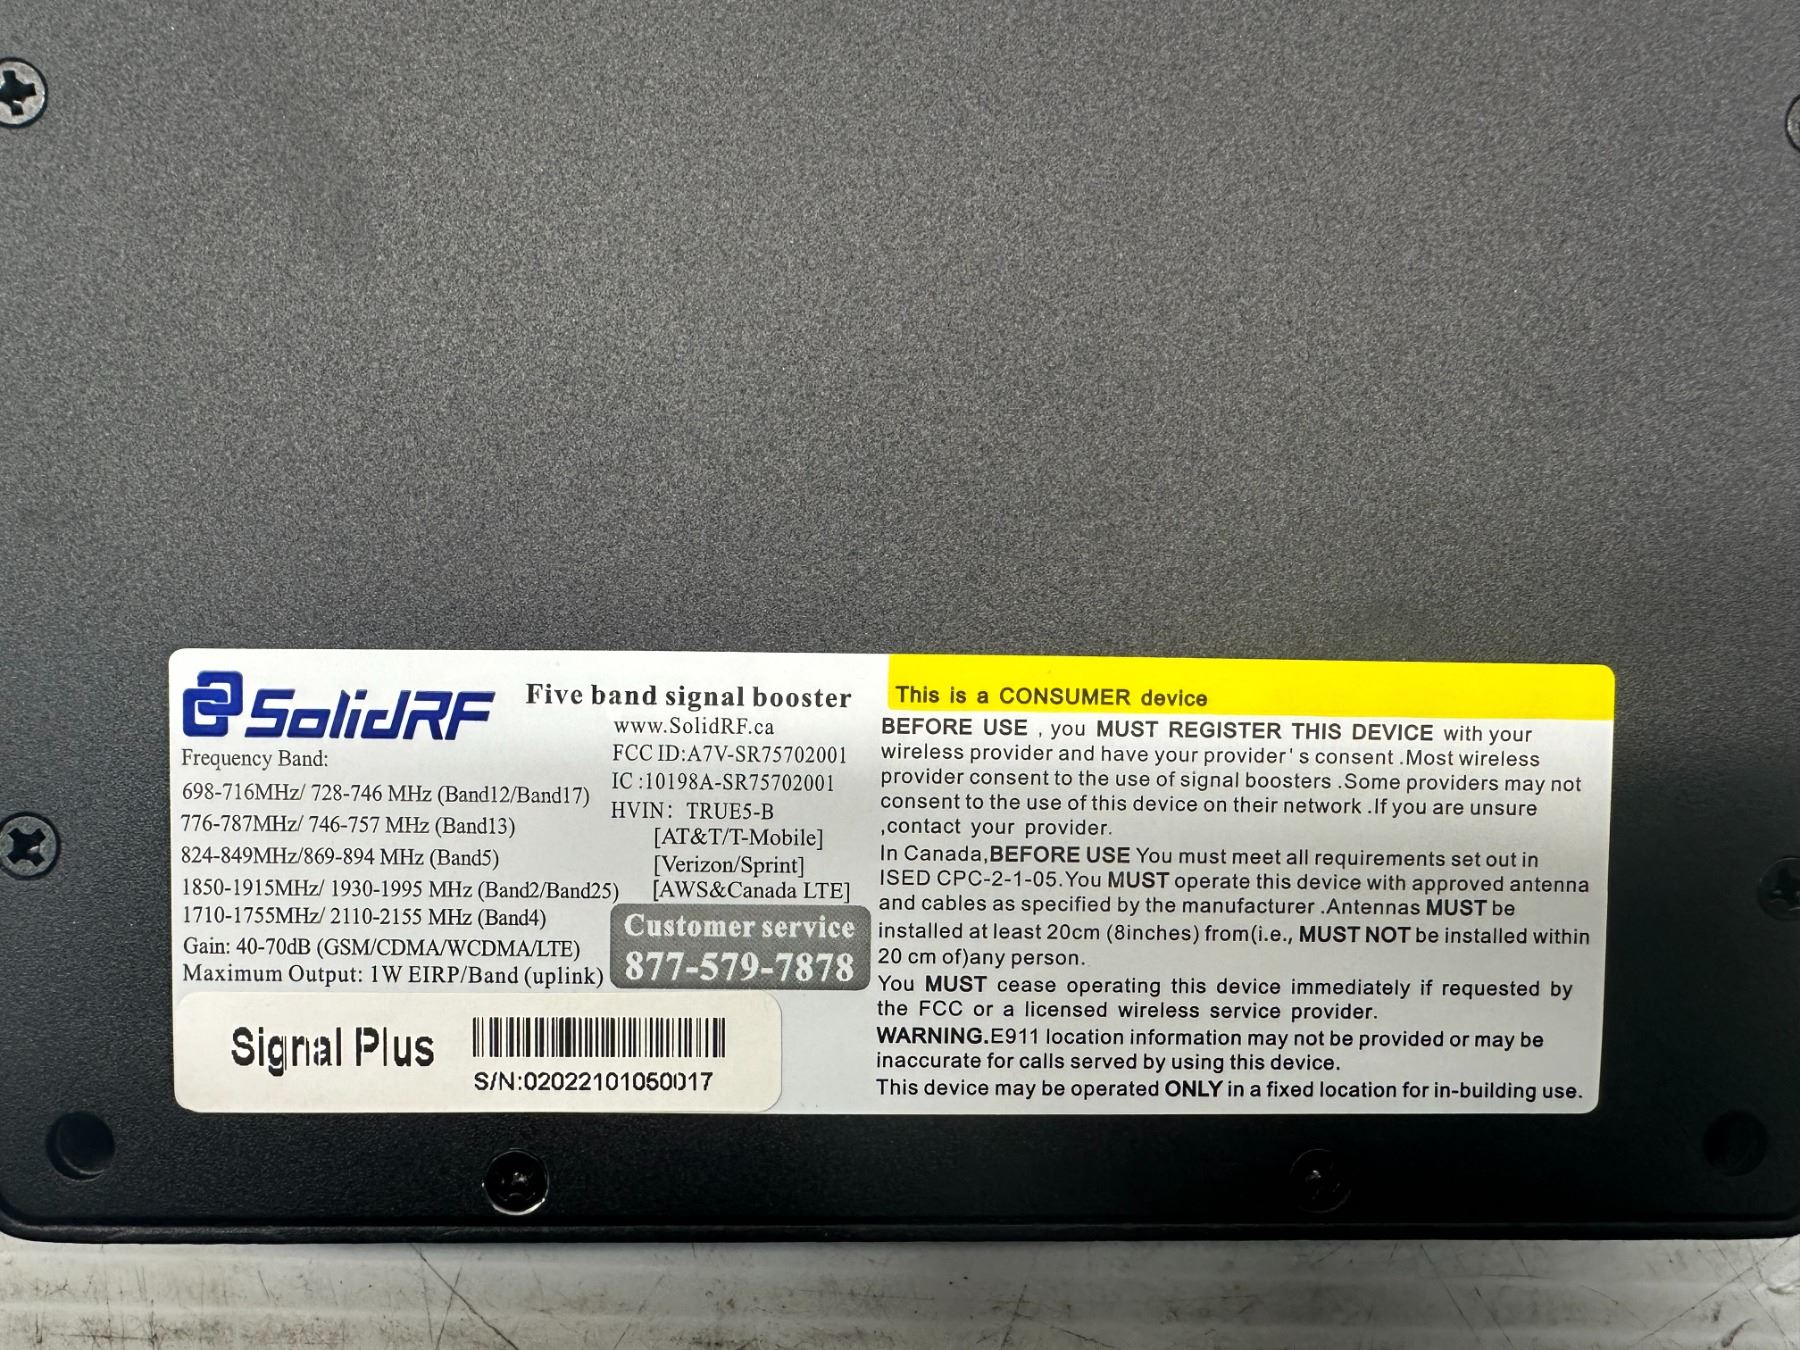 SolidRF
Five band signal booster
www.SolidRF.ca
Frequency Band:
FCC ID:A7V-SR75702001
698-716MHz/ 728-746 MHz (Band12/Band17)
IC :10198A-SR75702001
776-787MHz/ 746-757 MHz (Band13)
HVIN: TRUE5-B
[AT&T/T-Mobile]
824-849MHz/869-894 MHz (Band5)
[Verizon/Sprint]
1850-1915MHz/ 1930-1995 MHz (Band2/Band25)
[AWS&Canada LTE]
1710-1755MHz/ 2110-2155 MHz (Band4)
Gain: 40-70dB (GSM/CDMA/WCDMA/LTE)
Maximum Output: 1W EIRP/Band (uplink)
Customer service
877-579-7878
Signal Plus
S/N:02022101050017
This is a CONSUMER device
BEFORE USE , you MUST REGISTER THIS DEVICE with your
wireless provider and have your provider's consent .Most wireless
provider consent to the use of signal boosters .Some providers may not
consent to the use of this device on their network .If you are unsure
,contact your provider.
In Canada,BEFORE USE You must meet all requirements set out in
ISED CPC-2-1-05.You MUST operate this device with approved antenna
and cables as specified by the manufacturer .Antennas MUST be
installed at least 20cm (8inches) from(i.e., MUST NOT be installed within
20 cm of)any person.
You MUST cease operating this device immediately if requested by
the FCC or a licensed wireless service provider.
WARNING.E911 location information may not be provided or may be
inaccurate for calls served by using this device.
This device may be operated ONLY in a fixed location for in-building use.